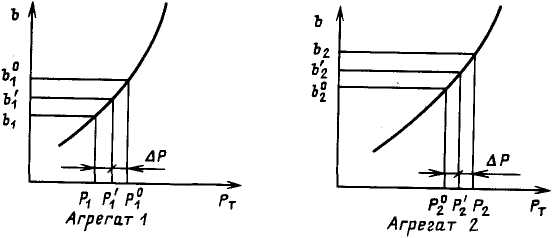 b
b₁⁰
b₁′
b₁
ΔP
P₁ P₁′ P₁⁰ Pт
Агрегат 1
b
b₂
b₂′
b₂⁰
ΔP
P₂⁰ P₂′ P₂ Pт
Агрегат 2